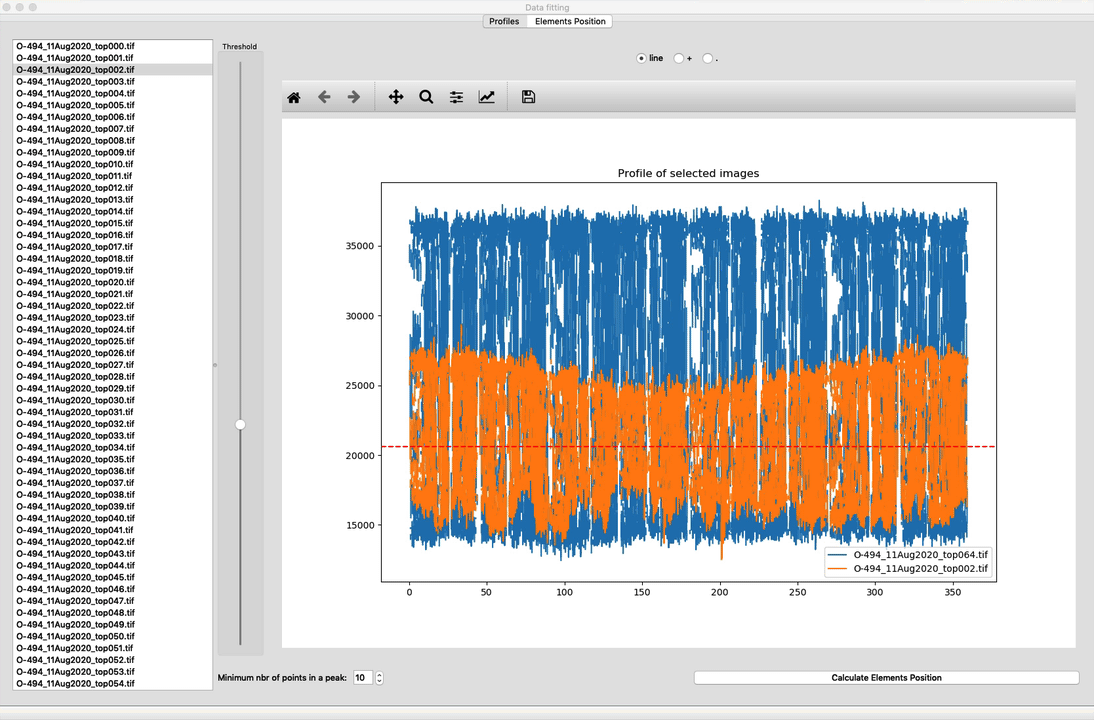 Data fitting
Profiles
Elements Position
O-494_11Aug2020_top000.tif
O-494_11Aug2020_top001.tif
O-494_11Aug2020_top002.tif
O-494_11Aug2020_top003.tif
O-494_11Aug2020_top004.tif
O-494_11Aug2020_top005.tif
O-494_11Aug2020_top006.tif
O-494_11Aug2020_top007.tif
O-494_11Aug2020_top008.tif
O-494_11Aug2020_top009.tif
O-494_11Aug2020_top010.tif
O-494_11Aug2020_top011.tif
O-494_11Aug2020_top012.tif
O-494_11Aug2020_top013.tif
O-494_11Aug2020_top014.tif
O-494_11Aug2020_top015.tif
O-494_11Aug2020_top016.tif
O-494_11Aug2020_top017.tif
O-494_11Aug2020_top018.tif
O-494_11Aug2020_top019.tif
O-494_11Aug2020_top020.tif
O-494_11Aug2020_top021.tif
O-494_11Aug2020_top022.tif
O-494_11Aug2020_top023.tif
O-494_11Aug2020_top024.tif
O-494_11Aug2020_top025.tif
O-494_11Aug2020_top026.tif
O-494_11Aug2020_top027.tif
O-494_11Aug2020_top028.tif
O-494_11Aug2020_top029.tif
O-494_11Aug2020_top030.tif
O-494_11Aug2020_top031.tif
O-494_11Aug2020_top032.tif
O-494_11Aug2020_top033.tif
O-494_11Aug2020_top034.tif
O-494_11Aug2020_top035.tif
O-494_11Aug2020_top036.tif
O-494_11Aug2020_top037.tif
O-494_11Aug2020_top038.tif
O-494_11Aug2020_top039.tif
O-494_11Aug2020_top040.tif
O-494_11Aug2020_top041.tif
O-494_11Aug2020_top042.tif
O-494_11Aug2020_top043.tif
O-494_11Aug2020_top044.tif
O-494_11Aug2020_top045.tif
O-494_11Aug2020_top046.tif
O-494_11Aug2020_top047.tif
O-494_11Aug2020_top048.tif
O-494_11Aug2020_top049.tif
O-494_11Aug2020_top050.tif
O-494_11Aug2020_top051.tif
O-494_11Aug2020_top052.tif
O-494_11Aug2020_top053.tif
O-494_11Aug2020_top054.tif
Threshold
line + .
Profile of selected images
35000
30000
25000
20000
15000
0 50 100 150 200 250 300 350
O-494_11Aug2020_top064.tif
O-494_11Aug2020_top002.tif
Minimum nbr of points in a peak: 10
Calculate Elements Position